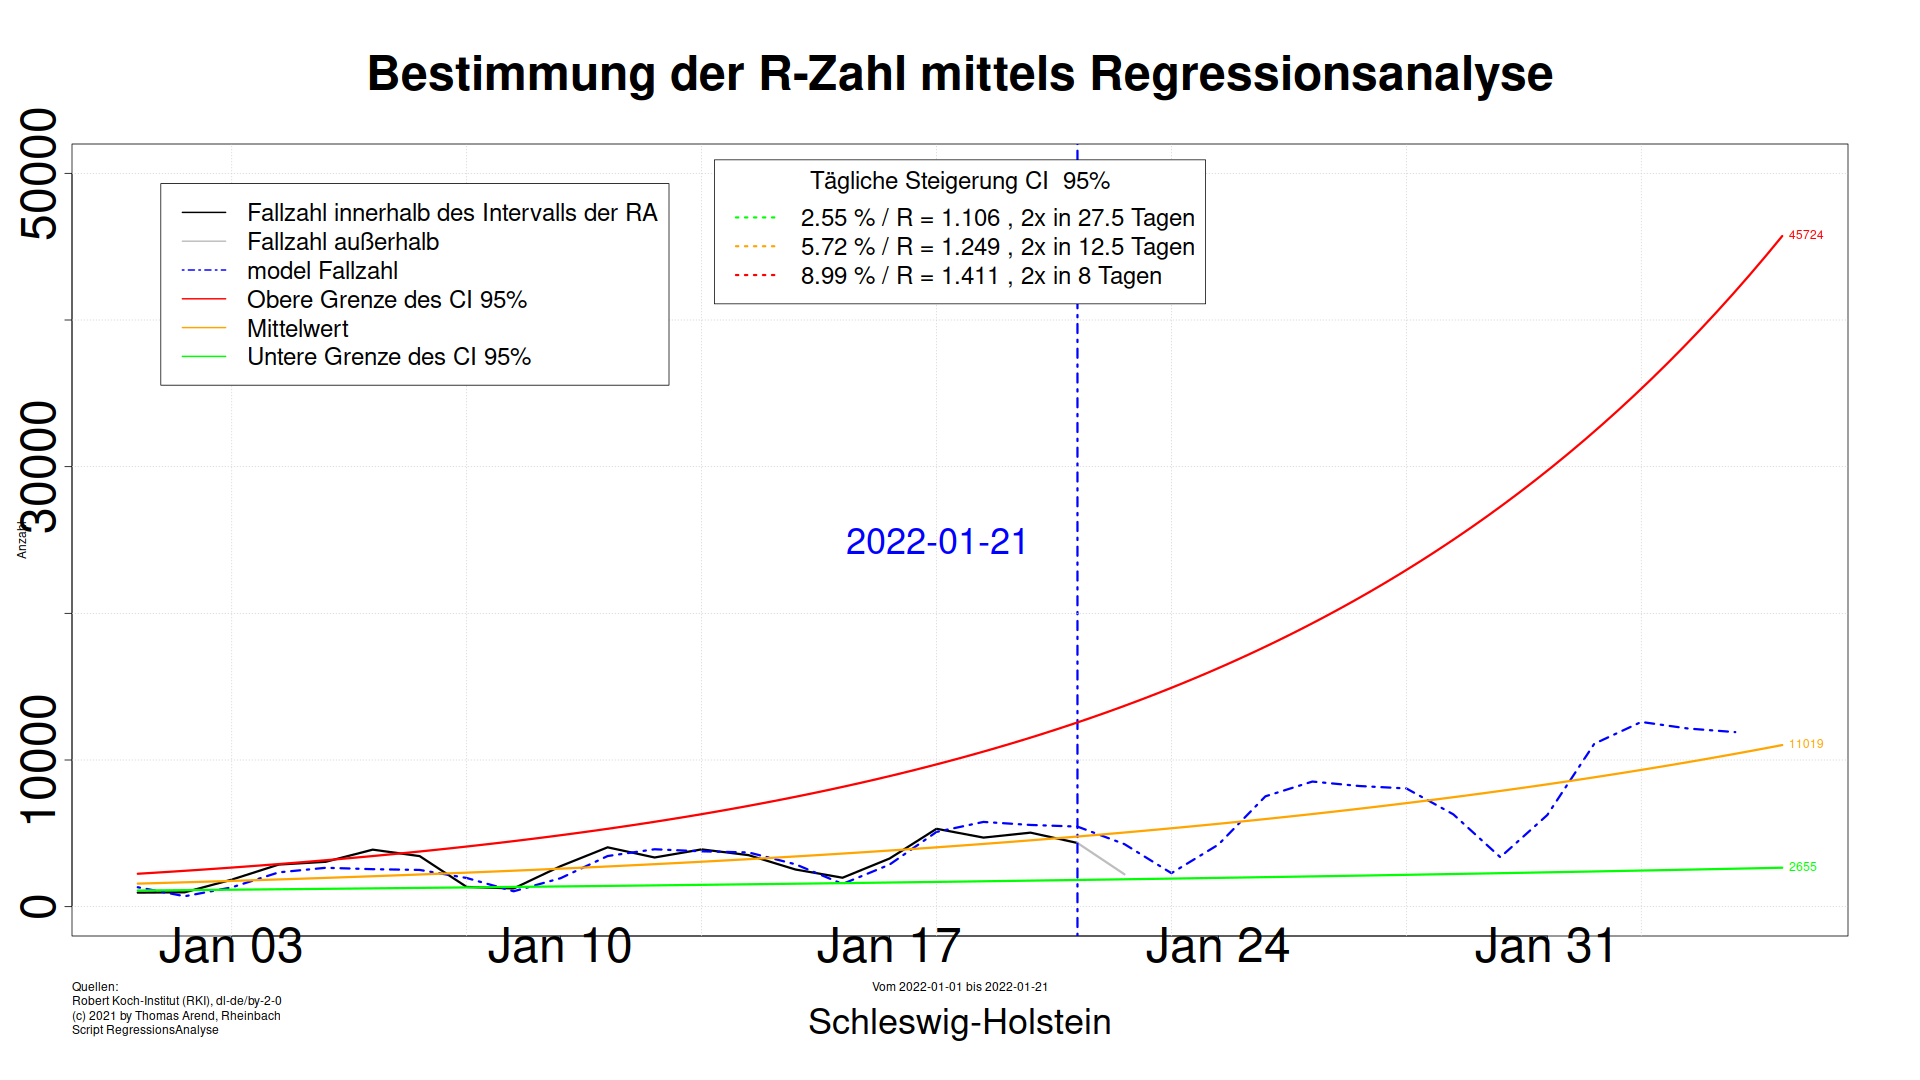 Bestimmung der R-Zahl mittels Regressionsanalyse
50000
30000
10000
0
Anzahl
Fallzahl innerhalb des Intervalls der RA
Fallzahl außerhalb
model Fallzahl
Obere Grenze des CI 95%
Mittelwert
Untere Grenze des CI 95%
Tägliche Steigerung CI 95%
2.55 % / R = 1.106 , 2x in 27.5 Tagen
5.72 % / R = 1.249 , 2x in 12.5 Tagen
8.99 % / R = 1.411 , 2x in 8 Tagen
2022-01-21
45724
11019
2655
Jan 03 Jan 10 Jan 17 Jan 24 Jan 31
Quellen:
Robert Koch-Institut (RKI), dl-de/by-2-0
(c) 2021 by Thomas Arend, Rheinbach
Script RegressionsAnalyse
Vom 2022-01-01 bis 2022-01-21
Schleswig-Holstein